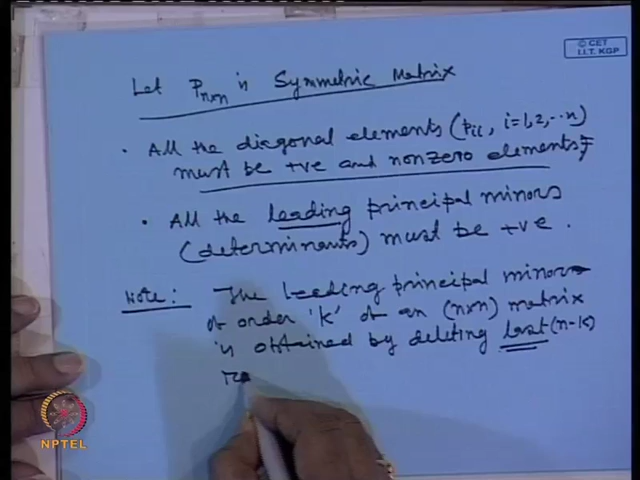 © CET
I.I.T. KGP
Let Pnxn is Symmetric Matrix
• All the diagonal elements (Pii, i=1,2,..n)
must be +ve and nonzero elements
• All the leading principal minors
(determinants) must be +ve.
Note: The leading principal minor
of order 'k' of an (nxn) matrix
is obtained by deleting last (n-k)
NPTEL